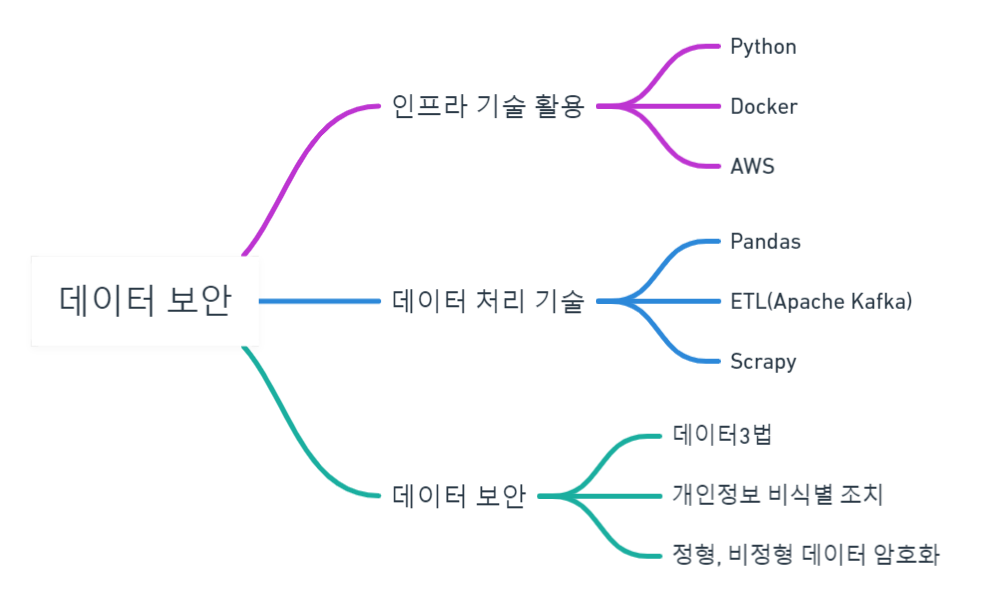 데이터 보안
인프라 기술 활용
Python
Docker
AWS
데이터 처리 기술
Pandas
ETL(Apache Kafka)
Scrapy
데이터 보안
데이터3법
개인정보 비식별 조치
정형, 비정형 데이터 암호화